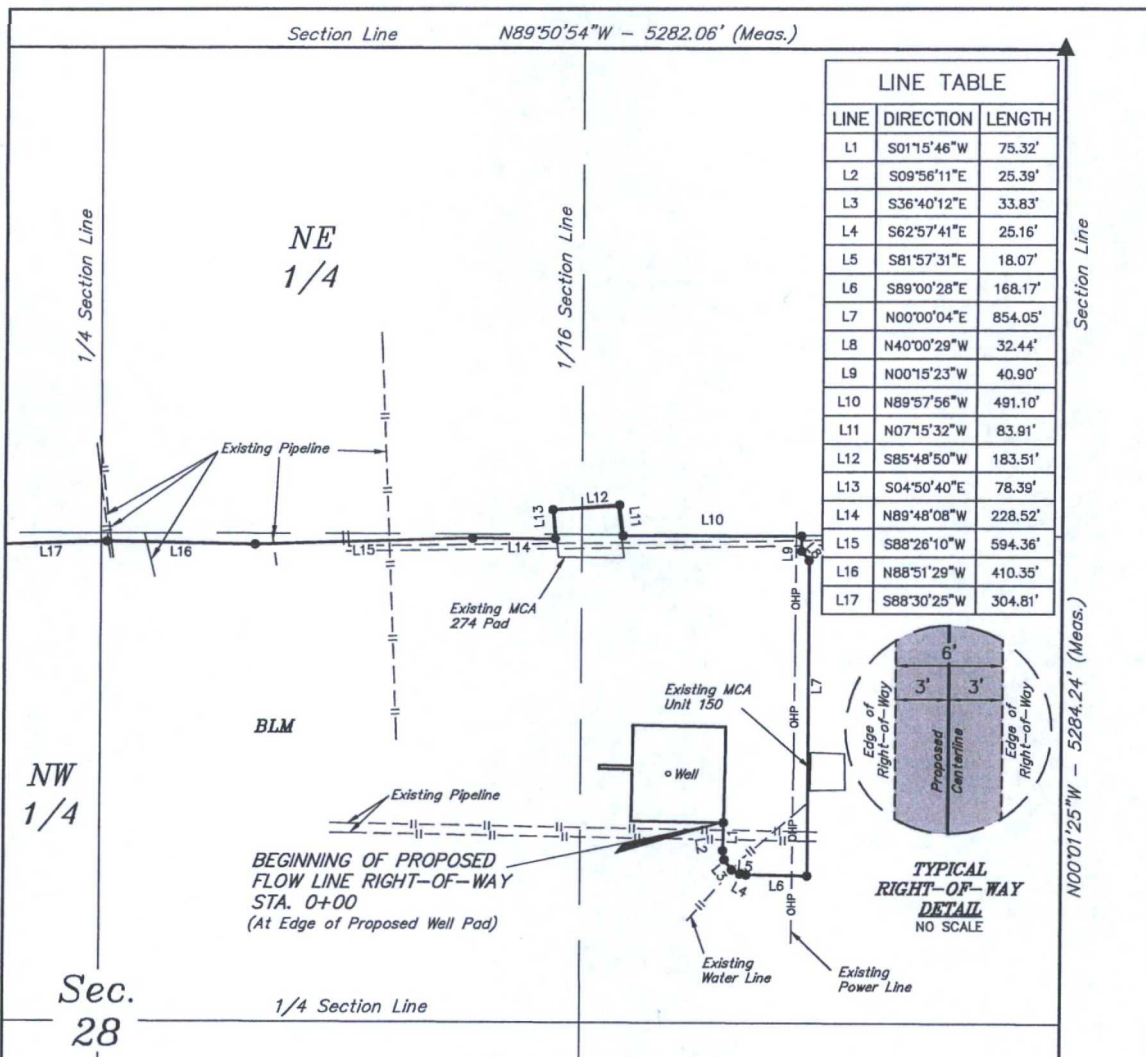 Section Line N89°50'54"W – 5282.06' (Meas.)
LINE TABLE
LINE DIRECTION LENGTH
L1 S01°15'46"W 75.32'
L2 S09°56'11"E 25.39'
L3 S36°40'12"E 33.83'
L4 S62°57'41"E 25.16'
L5 S81°57'31"E 18.07'
L6 S89°00'28"E 168.17'
L7 N00°00'04"E 854.05'
L8 N40°00'29"W 32.44'
L9 N00°15'23"W 40.90'
L10 N89°57'56"W 491.10'
L11 N07°15'32"W 83.91'
L12 S85°48'50"W 183.51'
L13 S04°50'40"E 78.39'
L14 N89°48'08"W 228.52'
L15 S88°26'10"W 594.36'
L16 N88°51'29"W 410.35'
L17 S88°30'25"W 304.81'
1/4 Section Line
NE
1/4
1/16 Section Line
Section Line
Existing Pipeline
L17
L16
L15
L14
L13
L12
L11
L10
L9
L8
Existing MCA
274 Pad
OHP
L7
N00°01'25"W – 5284.24' (Meas.)
6'
3' 3'
Edge of
Right-of-Way
Proposed
Centerline
Edge of
Right-of-Way
TYPICAL
RIGHT-OF-WAY
DETAIL
NO SCALE
BLM
Existing MCA
Unit 150
OHP
Well
NW
1/4
Existing Pipeline
OHP
L1
L2
L3
L4
L5
L6
OHP
BEGINNING OF PROPOSED
FLOW LINE RIGHT-OF-WAY
STA. 0+00
(At Edge of Proposed Well Pad)
Existing
Water Line
Existing
Power Line
Sec.
28
1/4 Section Line